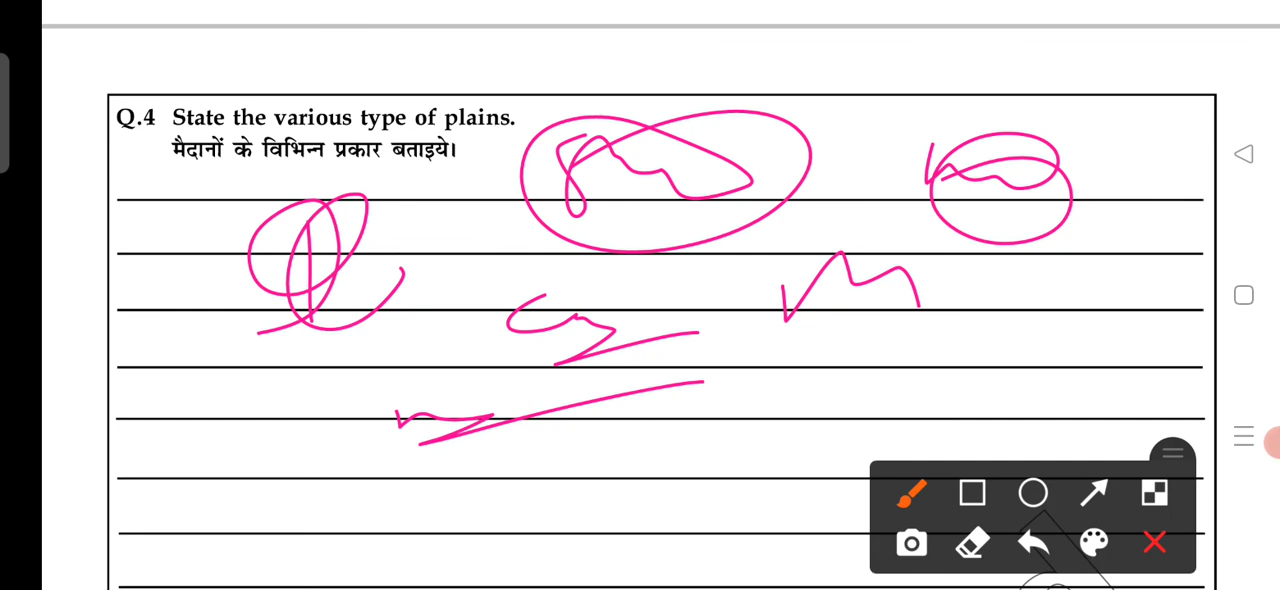 Q.4 State the various type of plains.
मैदानों के विभिन्न प्रकार बताइये।